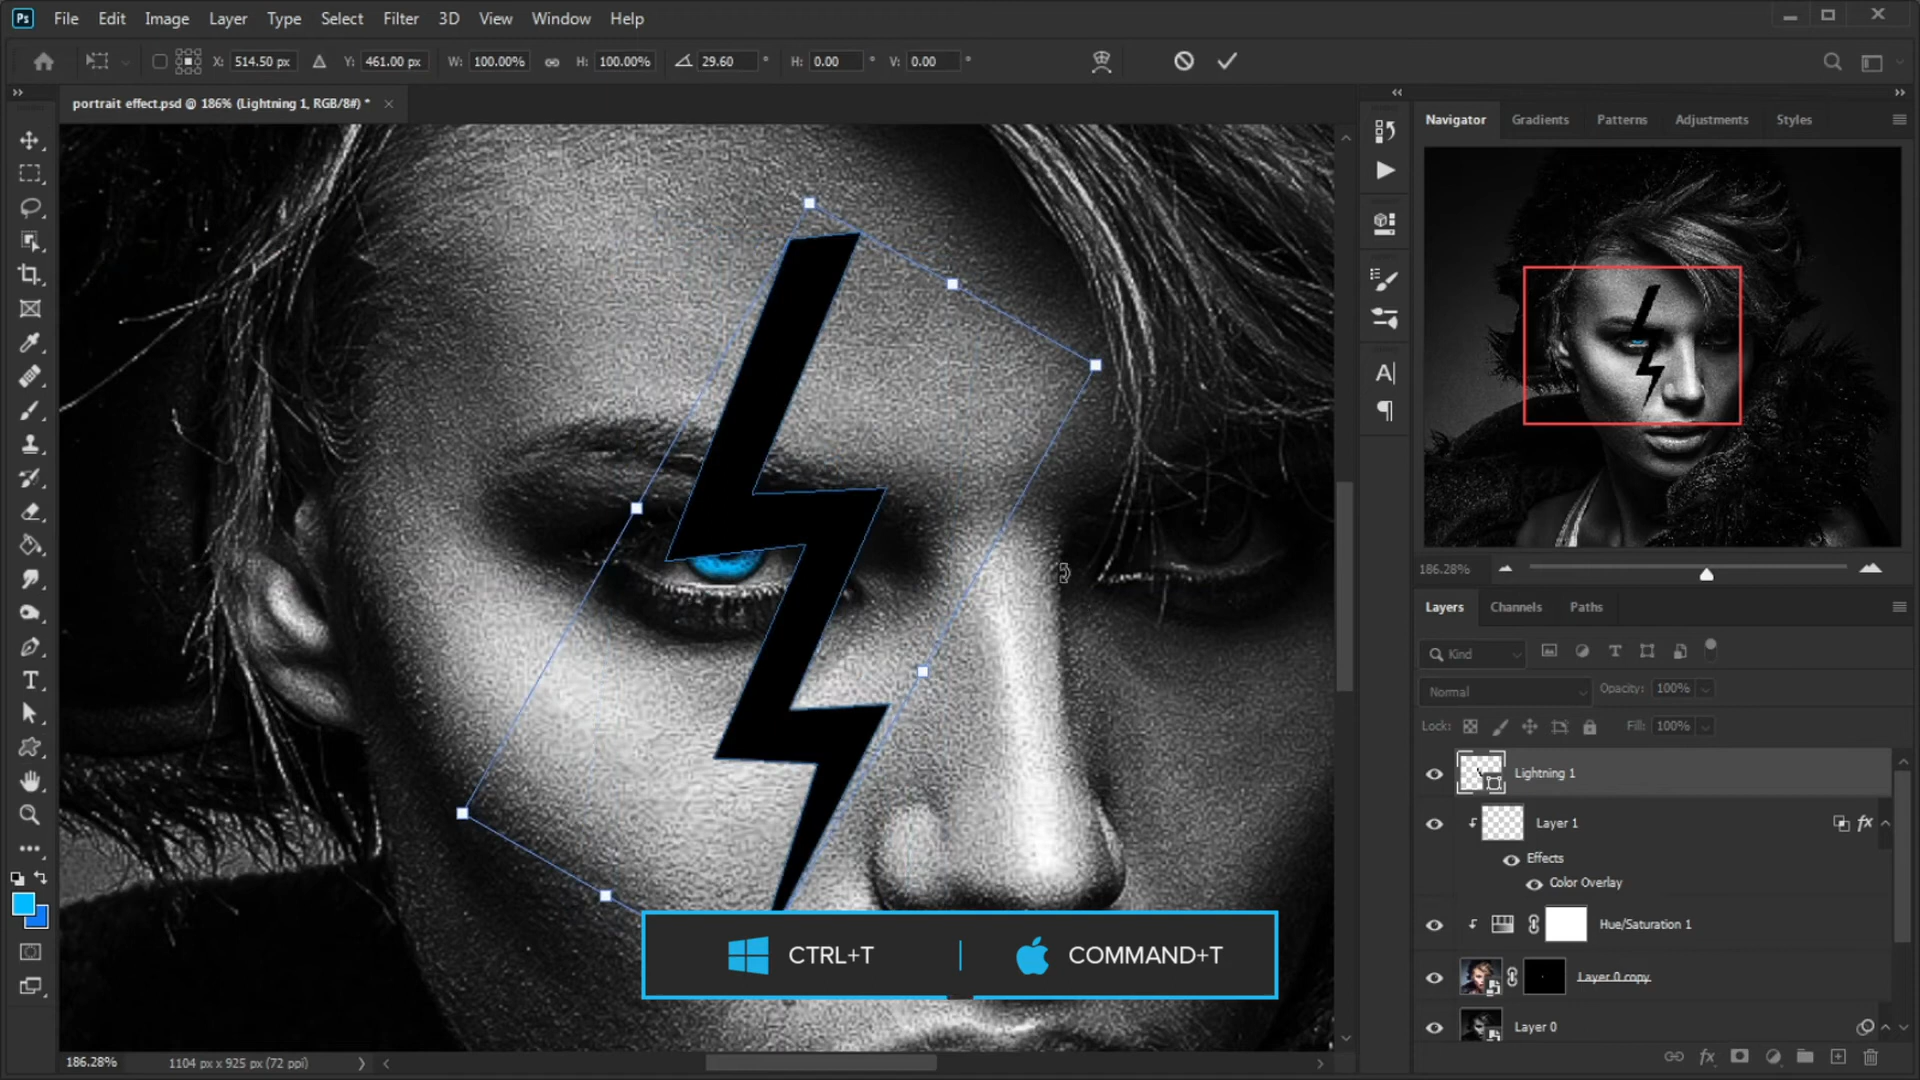 Ps File Edit Image Layer Type Select Filter 3D View Window Help
X: 514.50 px Y: 461.00 px W: 100.00% H: 100.00% 29.60 ° H: 0.00 ° V: 0.00 °
portrait effect.psd @ 186% (Lightning 1, RGB/8#) *
Navigator Gradients Patterns Adjustments Styles
186.28%
Layers Channels Paths
Kind
Normal Opacity: 100%
Lock: Fill: 100%
Lightning 1
Layer 1 fx
Effects
Color Overlay
Hue/Saturation 1
Layer 0 copy
Layer 0
CTRL+T | COMMAND+T
186.28% 1104 px x 925 px (72 ppi)
fx